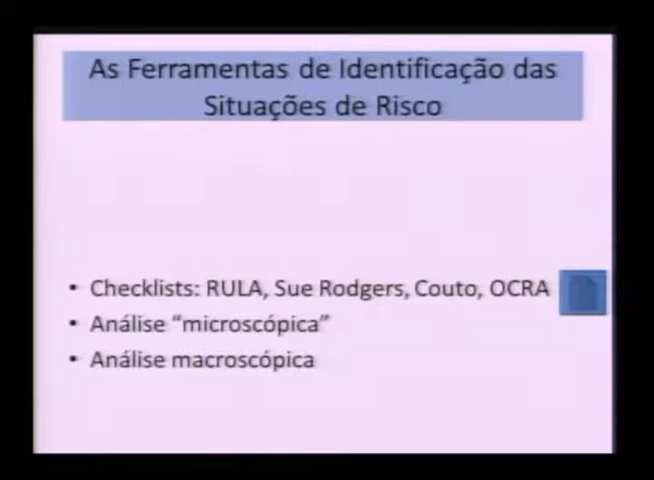 As Ferramentas de Identificação das
Situações de Risco
• Checklists: RULA, Sue Rodgers, Couto, OCRA
• Análise “microscópica”
• Análise macroscópica